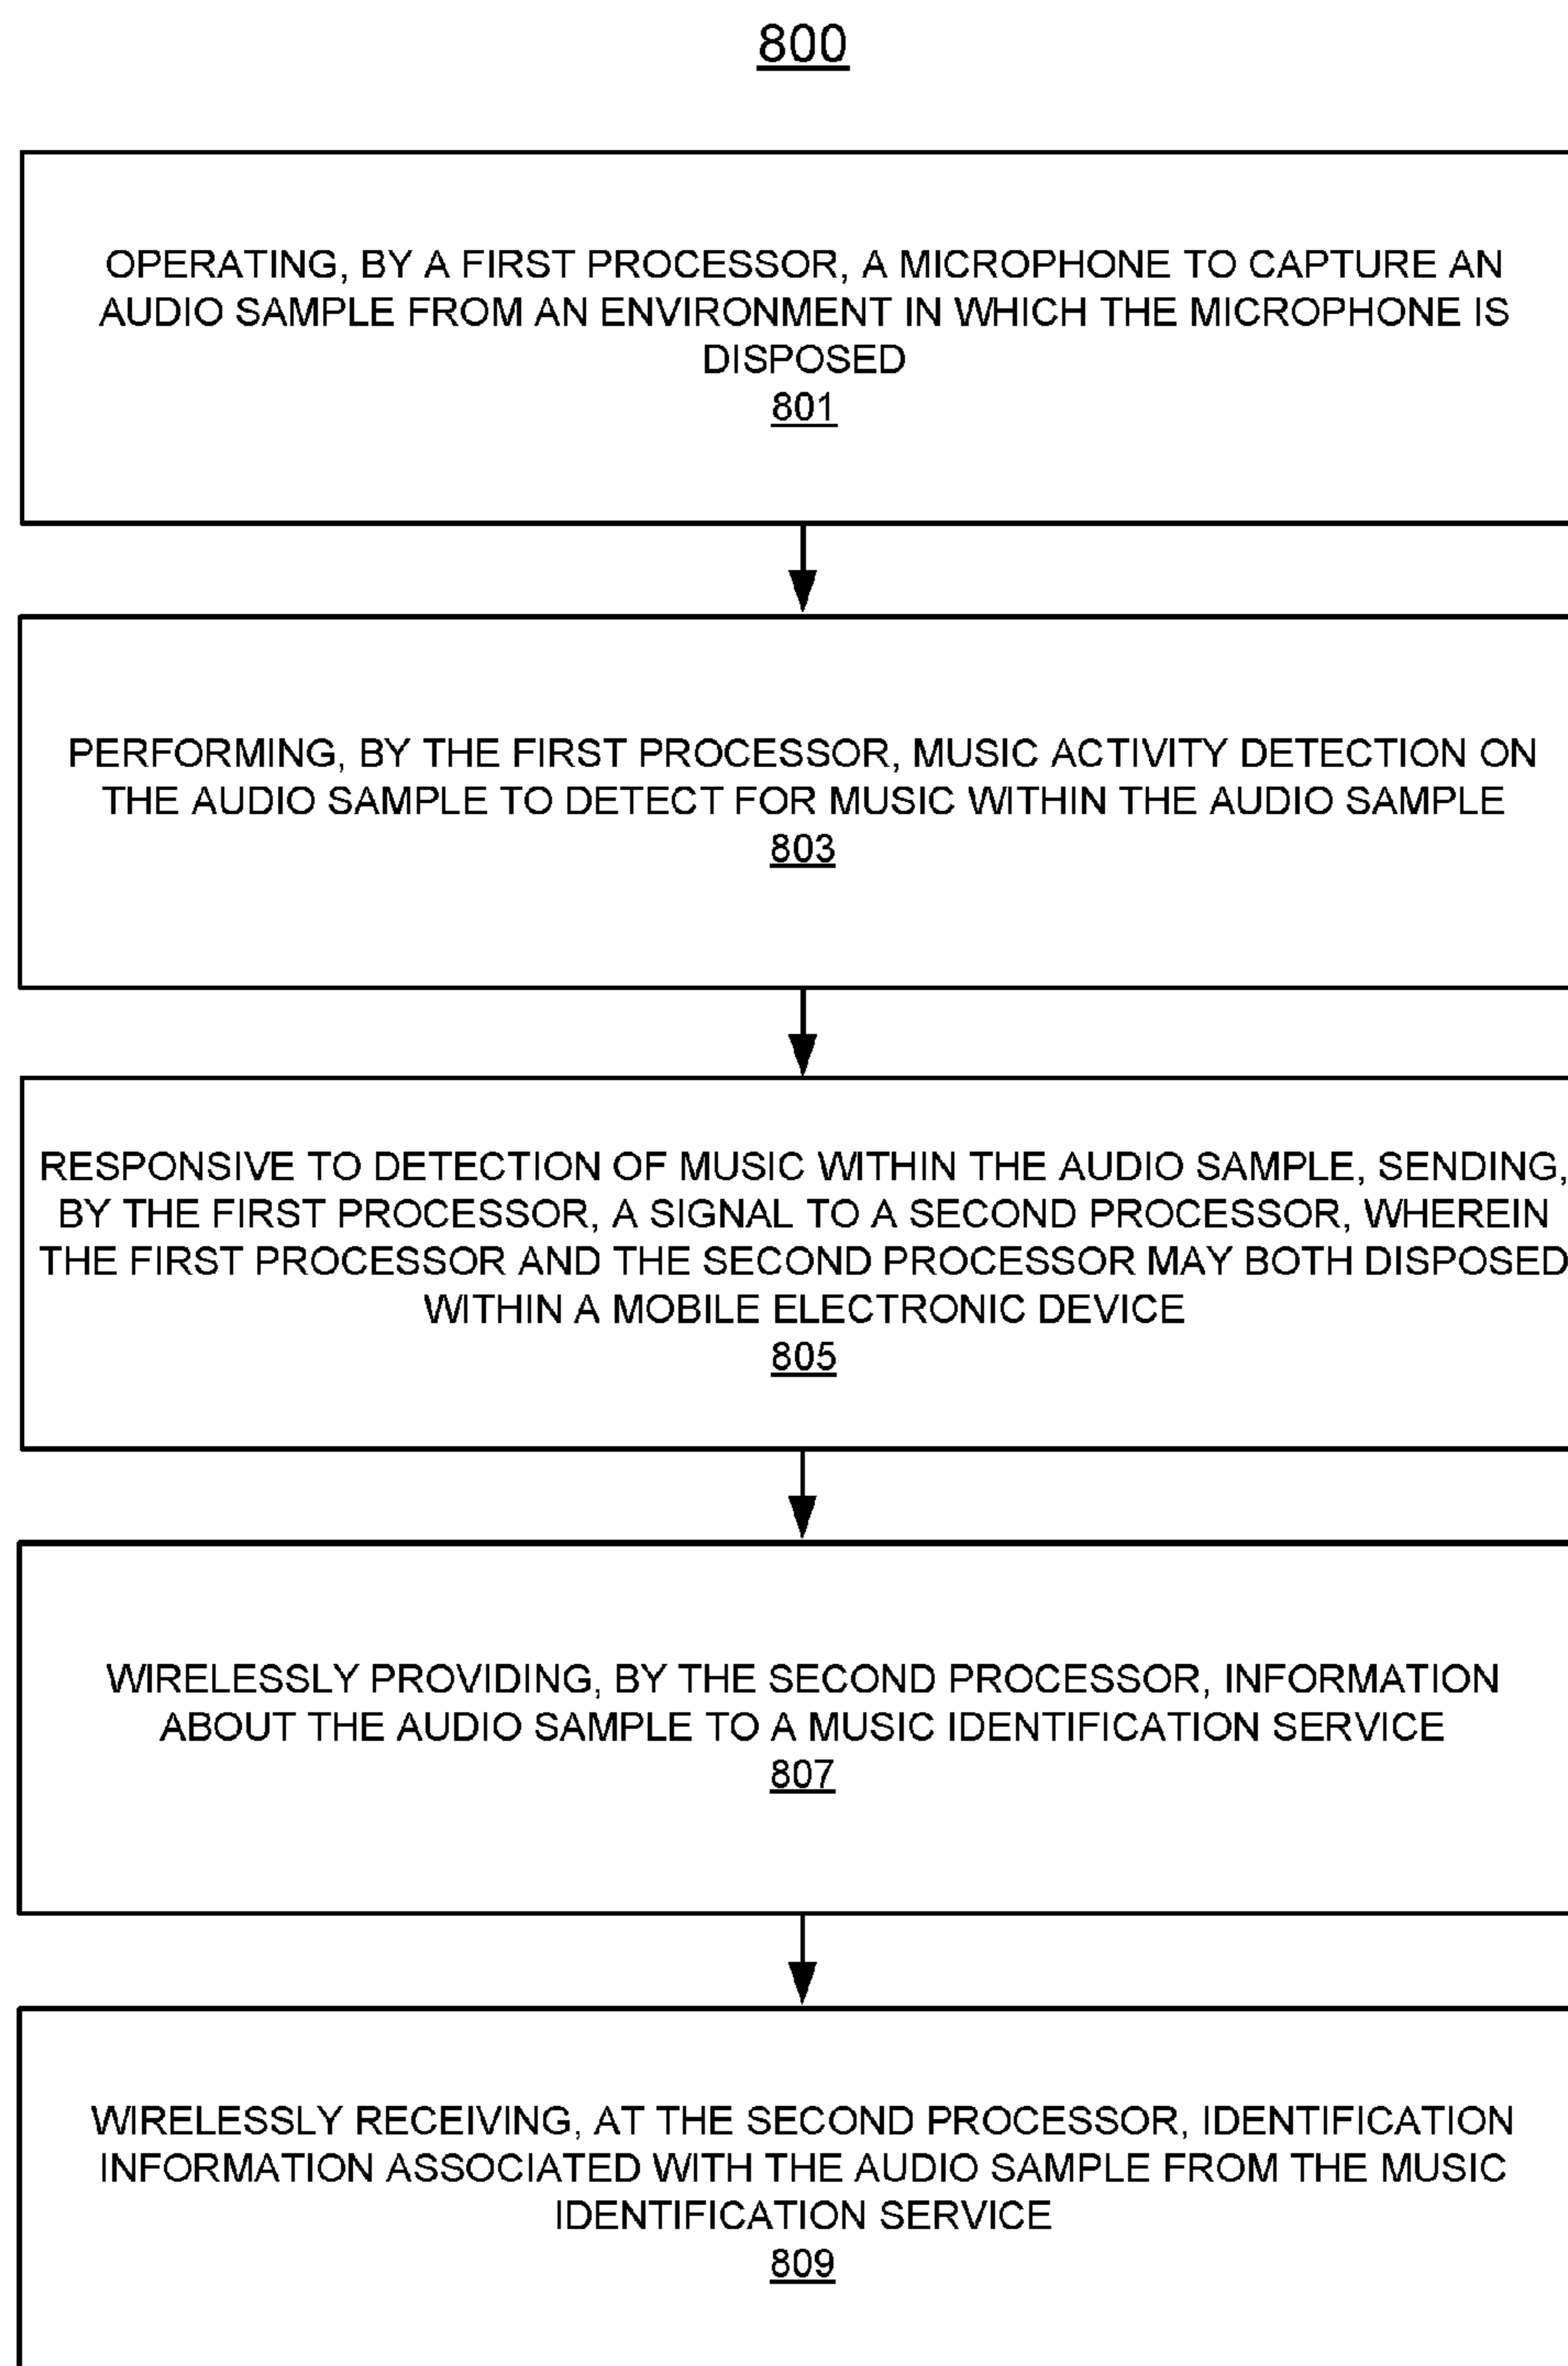 800
OPERATING, BY A FIRST PROCESSOR, A MICROPHONE TO CAPTURE AN
AUDIO SAMPLE FROM AN ENVIRONMENT IN WHICH THE MICROPHONE IS
DISPOSED
801
PERFORMING, BY THE FIRST PROCESSOR, MUSIC ACTIVITY DETECTION ON
THE AUDIO SAMPLE TO DETECT FOR MUSIC WITHIN THE AUDIO SAMPLE
803
RESPONSIVE TO DETECTION OF MUSIC WITHIN THE AUDIO SAMPLE, SENDING,
BY THE FIRST PROCESSOR, A SIGNAL TO A SECOND PROCESSOR, WHEREIN
THE FIRST PROCESSOR AND THE SECOND PROCESSOR MAY BOTH DISPOSED
WITHIN A MOBILE ELECTRONIC DEVICE
805
WIRELESSLY PROVIDING, BY THE SECOND PROCESSOR, INFORMATION
ABOUT THE AUDIO SAMPLE TO A MUSIC IDENTIFICATION SERVICE
807
WIRELESSLY RECEIVING, AT THE SECOND PROCESSOR, IDENTIFICATION
INFORMATION ASSOCIATED WITH THE AUDIO SAMPLE FROM THE MUSIC
IDENTIFICATION SERVICE
809